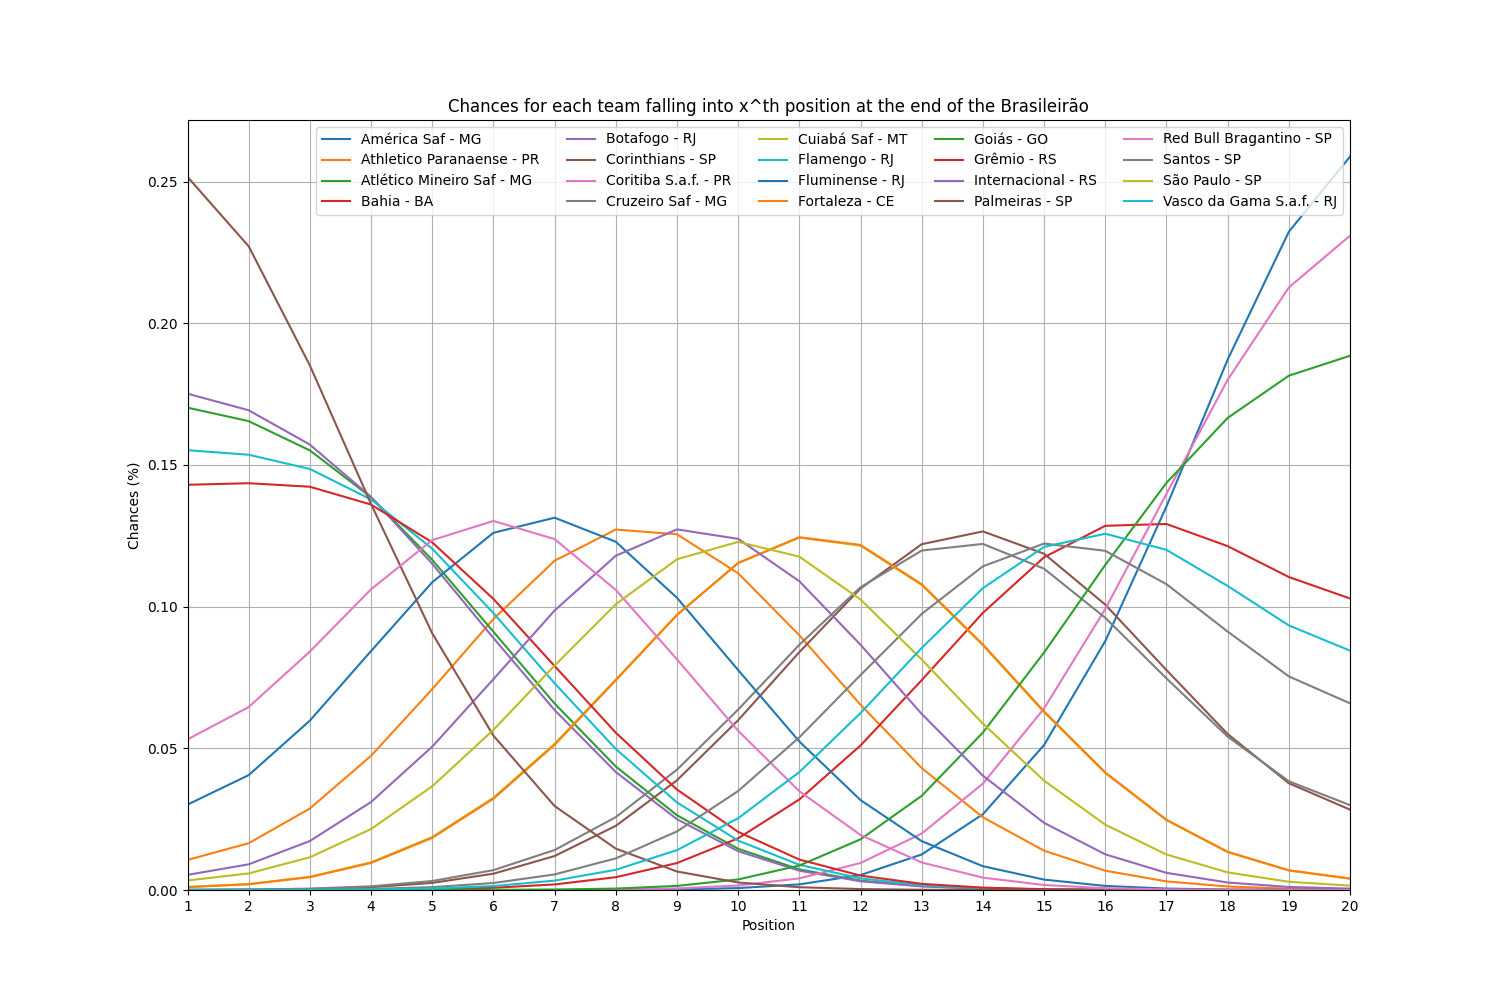 Chances for each team falling into x^th position at the end of the Brasileirão
América Saf - MG
Athletico Paranaense - PR
Atlético Mineiro Saf - MG
Bahia - BA
Botafogo - RJ
Corinthians - SP
Coritiba S.a.f. - PR
Cruzeiro Saf - MG
Cuiabá Saf - MT
Flamengo - RJ
Fluminense - RJ
Fortaleza - CE
Goiás - GO
Grêmio - RS
Internacional - RS
Palmeiras - SP
Red Bull Bragantino - SP
Santos - SP
São Paulo - SP
Vasco da Gama S.a.f. - RJ
Chances (%)
0.25
0.20
0.15
0.10
0.05
0.00
1 2 3 4 5 6 7 8 9 10 11 12 13 14 15 16 17 18 19 20
Position